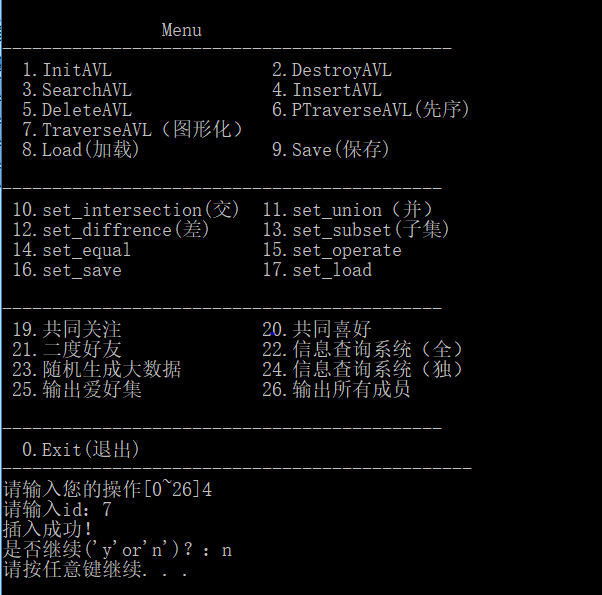 Menu
--------------------------------------------
1.InitAVL 2.DestroyAVL
3.SearchAVL 4.InsertAVL
5.DeleteAVL 6.PTraverseAVL(先序)
7.TraverseAVL（图形化）
8.Load(加载) 9.Save(保存)
--------------------------------------------
10.set_intersection(交) 11.set_union（并）
12.set_diffrence(差) 13.set_subset(子集)
14.set_equal 15.set_operate
16.set_save 17.set_load
--------------------------------------------
19.共同关注 20.共同喜好
21.二度好友 22.信息查询系统（全）
23.随机生成大数据 24.信息查询系统（独）
25.输出爱好集 26.输出所有成员
--------------------------------------------
0.Exit(退出)
-----------------------------------------------
请输入您的操作[0~26]4
请输入id：7
插入成功！
是否继续('y'or'n')？：n
请按任意键继续. . .